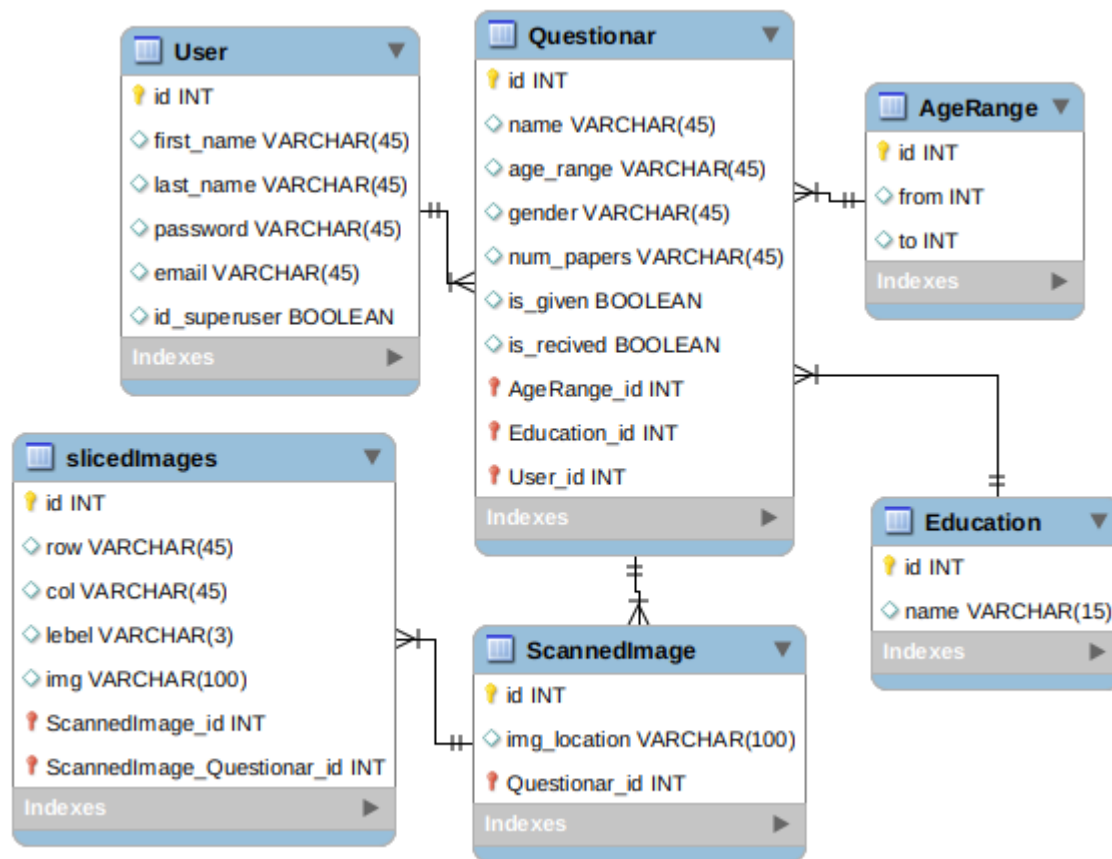 User
id INT
first_name VARCHAR(45)
last_name VARCHAR(45)
password VARCHAR(45)
email VARCHAR(45)
id_superuser BOOLEAN
Indexes
Questionar
id INT
name VARCHAR(45)
age_range VARCHAR(45)
gender VARCHAR(45)
num_papers VARCHAR(45)
is_given BOOLEAN
is_recived BOOLEAN
AgeRange_id INT
Education_id INT
User_id INT
Indexes
AgeRange
id INT
from INT
to INT
Indexes
slicedImages
id INT
row VARCHAR(45)
col VARCHAR(45)
lebel VARCHAR(3)
img VARCHAR(100)
ScannedImage_id INT
ScannedImage_Questionar_id INT
Indexes
ScannedImage
id INT
img_location VARCHAR(100)
Questionar_id INT
Indexes
Education
id INT
name VARCHAR(15)
Indexes